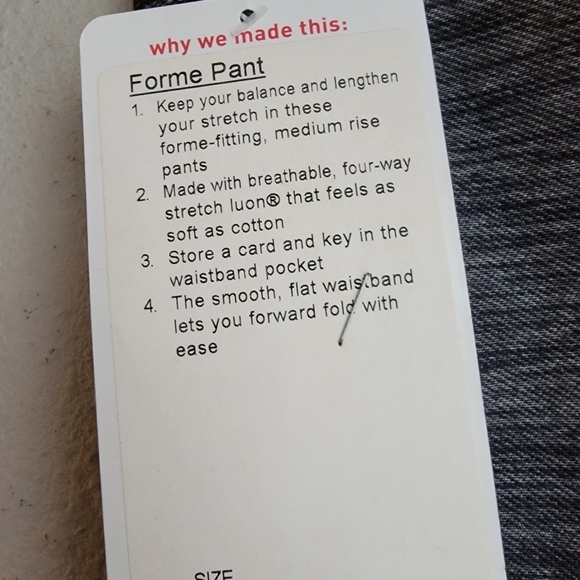 why we made this:
Forme Pant
1. Keep your balance and lengthen
your stretch in these
forme-fitting, medium rise
pants
2. Made with breathable, four-way
stretch luon® that feels as
soft as cotton
3. Store a card and key in the
waistband pocket
4. The smooth, flat waistband
lets you forward fold with
ease
SIZE